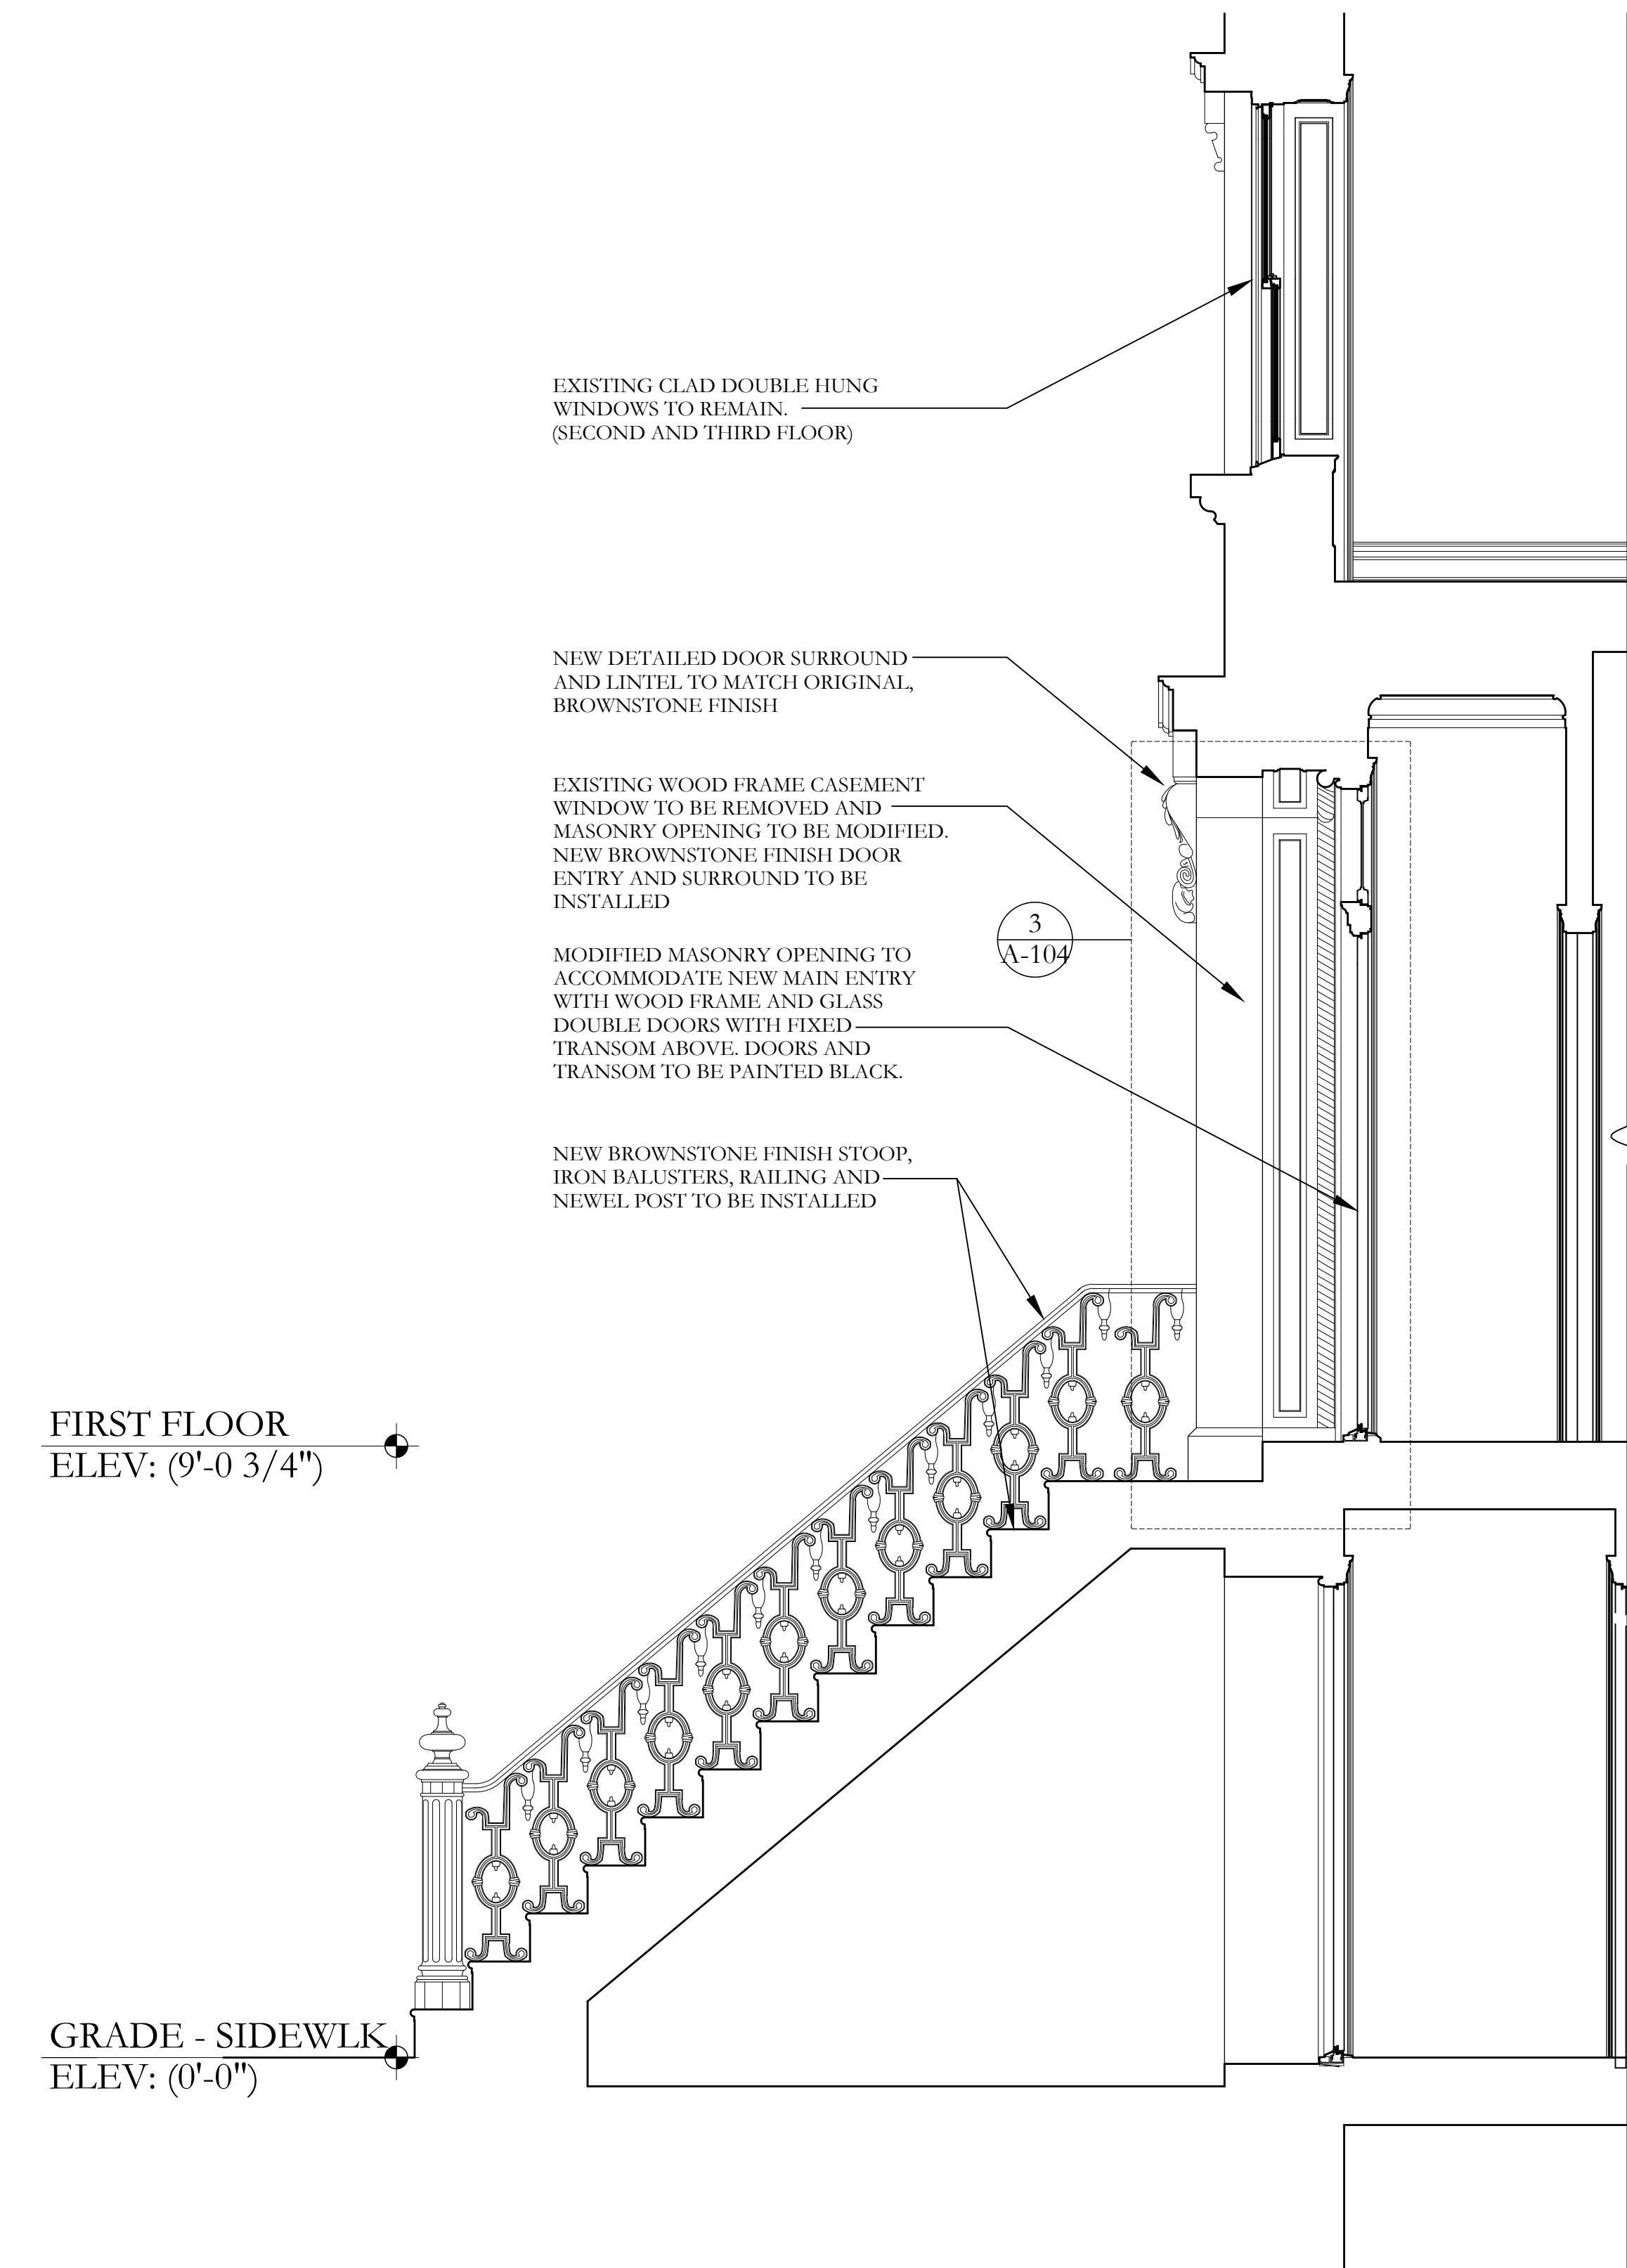 EXISTING CLAD DOUBLE HUNG
WINDOWS TO REMAIN.
(SECOND AND THIRD FLOOR)
NEW DETAILED DOOR SURROUND
AND LINTEL TO MATCH ORIGINAL,
BROWNSTONE FINISH
EXISTING WOOD FRAME CASEMENT
WINDOW TO BE REMOVED AND
MASONRY OPENING TO BE MODIFIED.
NEW BROWNSTONE FINISH DOOR
ENTRY AND SURROUND TO BE
INSTALLED
3
A-104
MODIFIED MASONRY OPENING TO
ACCOMMODATE NEW MAIN ENTRY
WITH WOOD FRAME AND GLASS
DOUBLE DOORS WITH FIXED
TRANSOM ABOVE. DOORS AND
TRANSOM TO BE PAINTED BLACK.
NEW BROWNSTONE FINISH STOOP,
IRON BALUSTERS, RAILING AND
NEWEL POST TO BE INSTALLED
FIRST FLOOR
ELEV: (9'-0 3/4")
GRADE - SIDEWLK
ELEV: (0'-0")